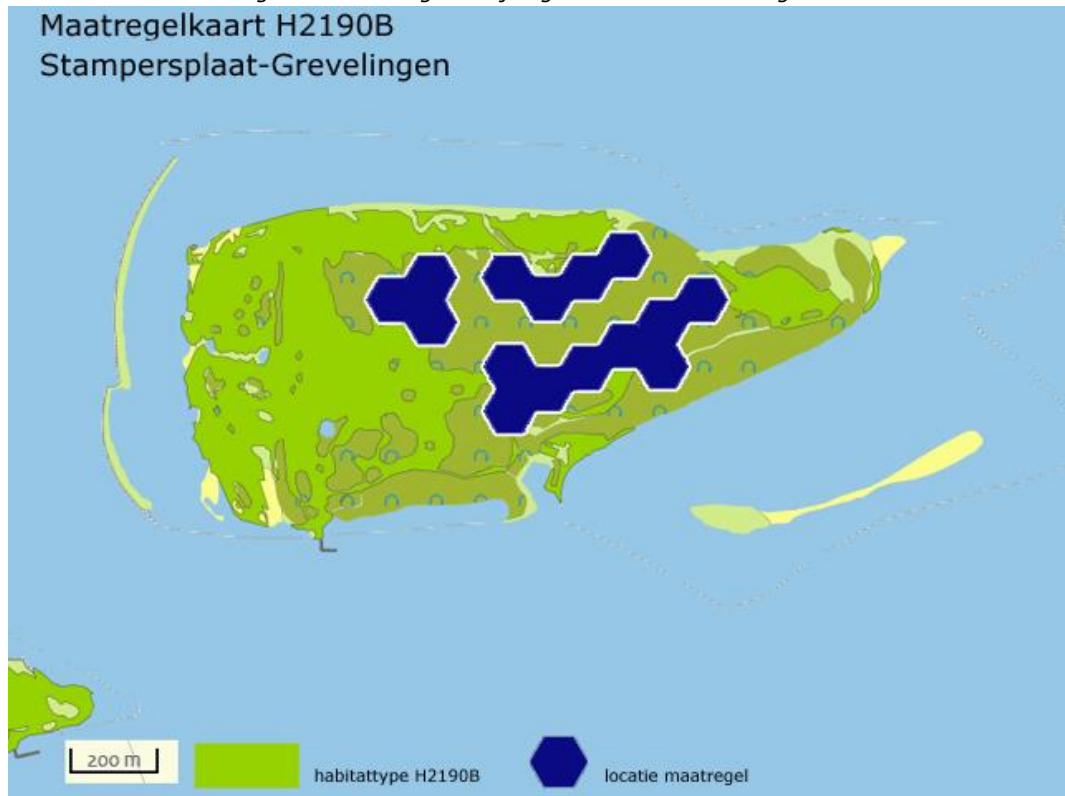 Maatregelkaart H2190B
Stampersplaat-Grevelingen
200 m
habitattype H2190B
locatie maatregel